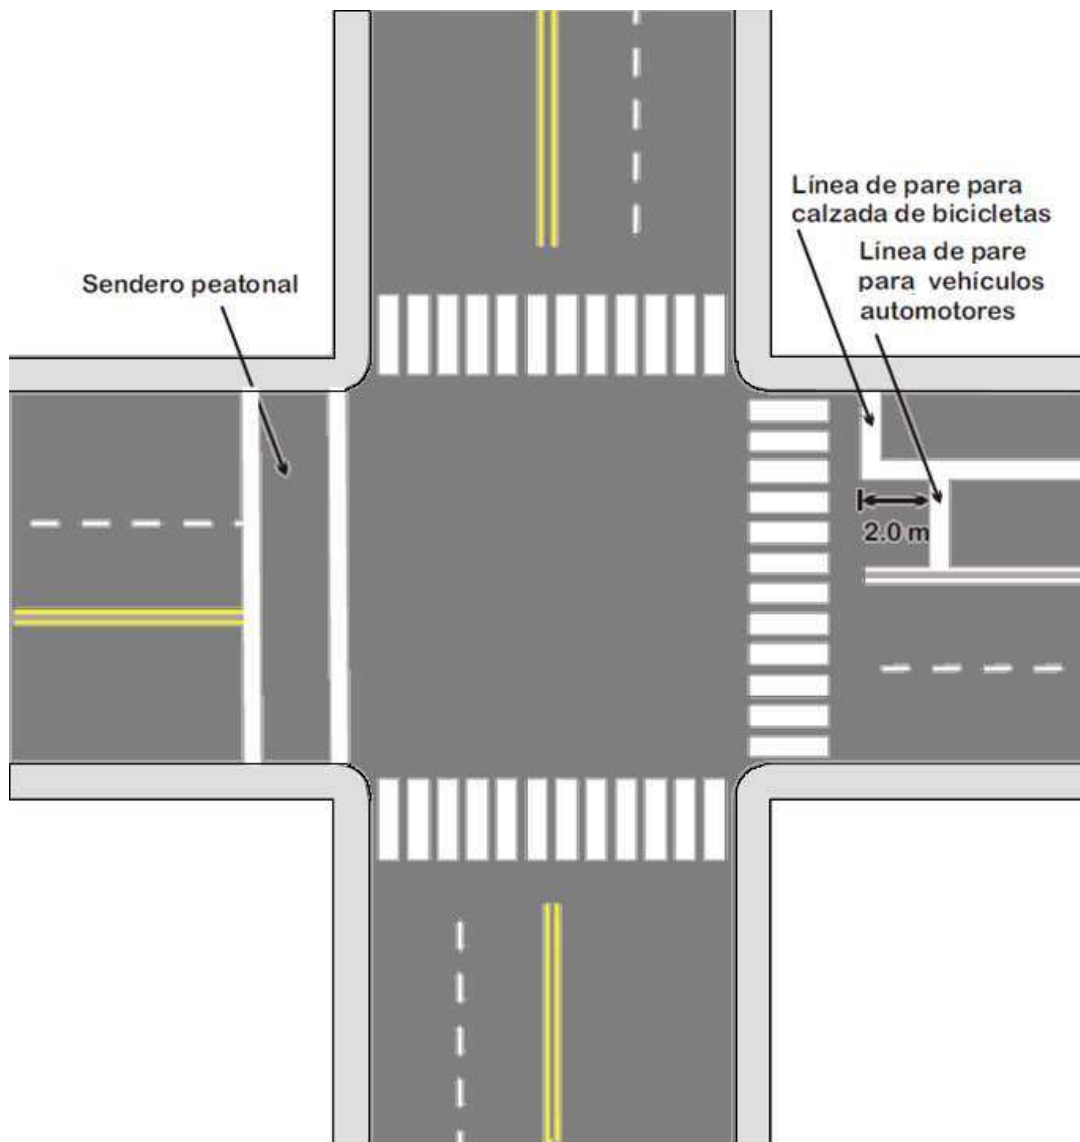 Línea de pare para
calzada de bicicletas
Línea de pare
para vehículos
automotores
Sendero peatonal
2.0 m